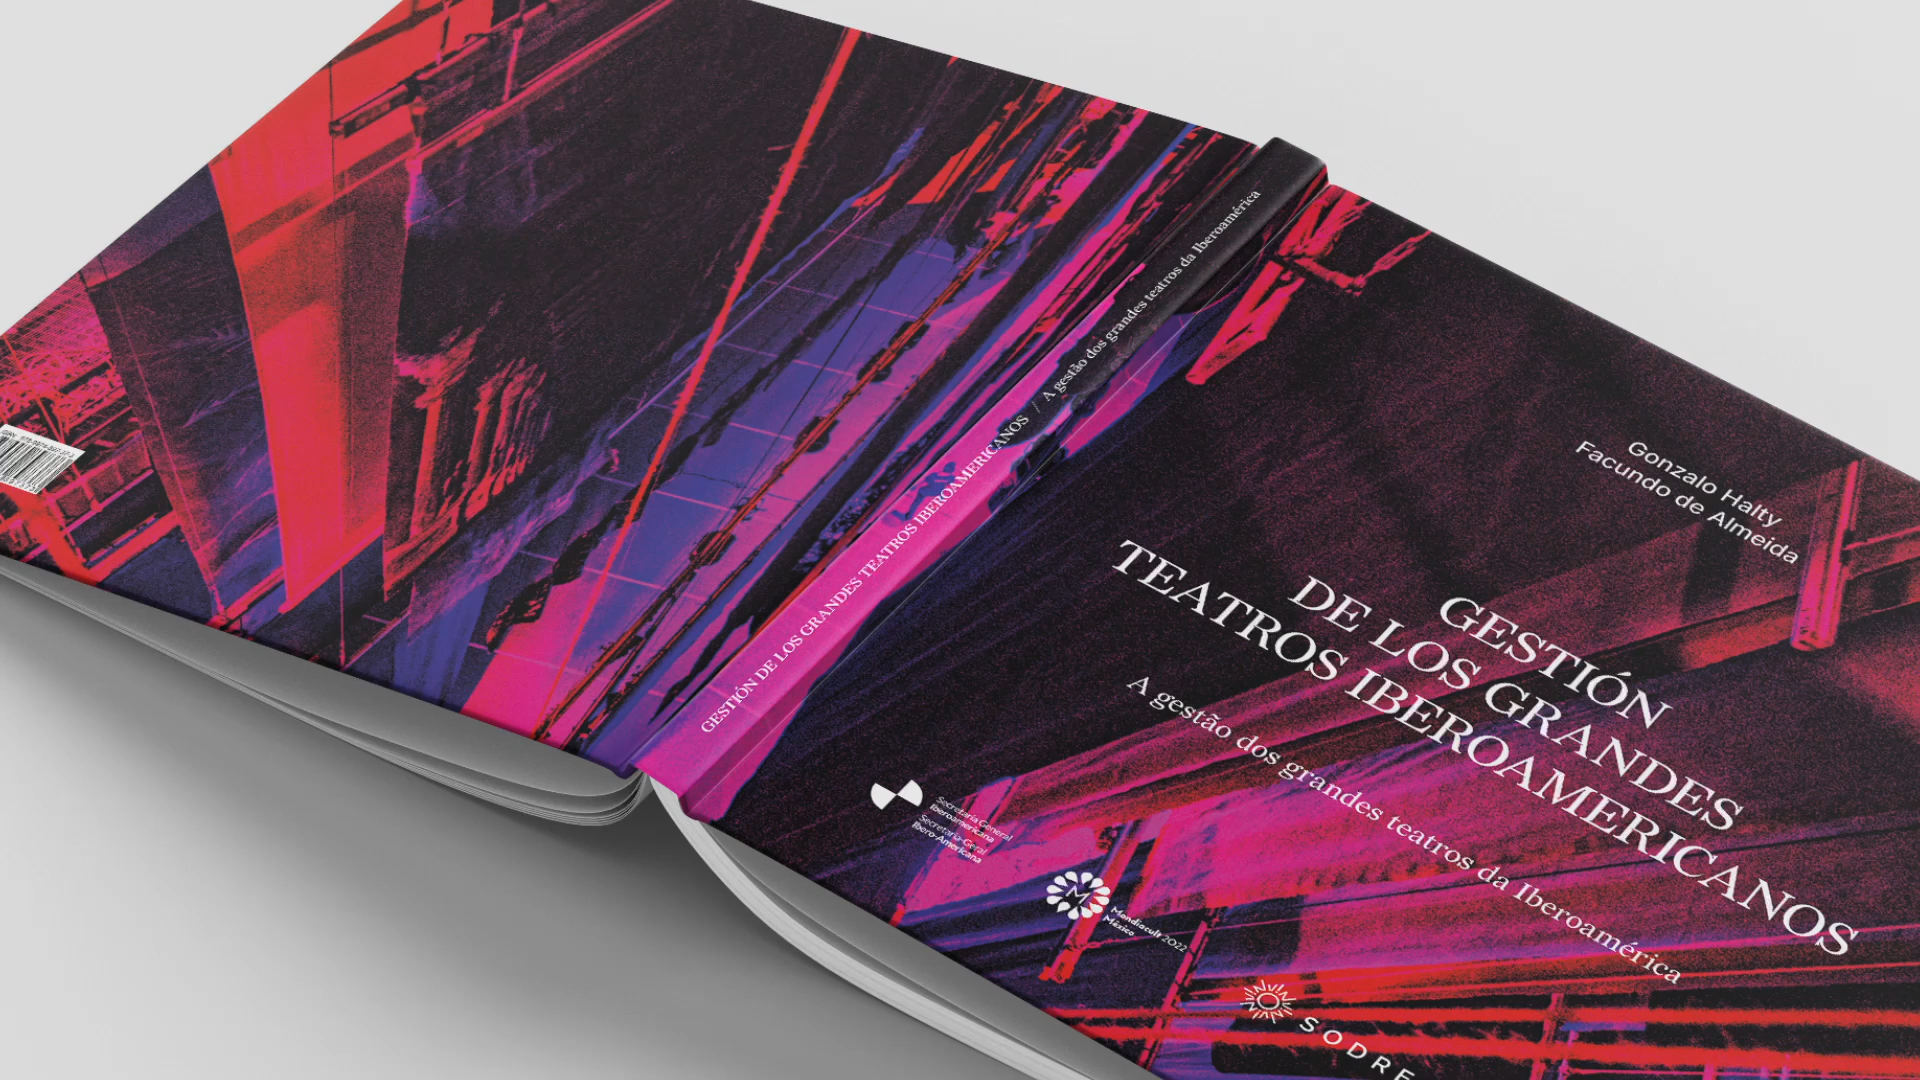 Gonzalo Halty
Facundo de Almeida
GESTIÓN
DE LOS GRANDES
TEATROS IBEROAMERICANOS
A gestão dos grandes teatros da Iberoamérica
Secretaría General
Iberoamericana
Secretaria-Geral
Ibero-Americana
Mondiacult 2022
México
SODRE
GESTIÓN DE LOS GRANDES TEATROS IBEROAMERICANOS / A gestão dos grandes teatros da Iberoamérica